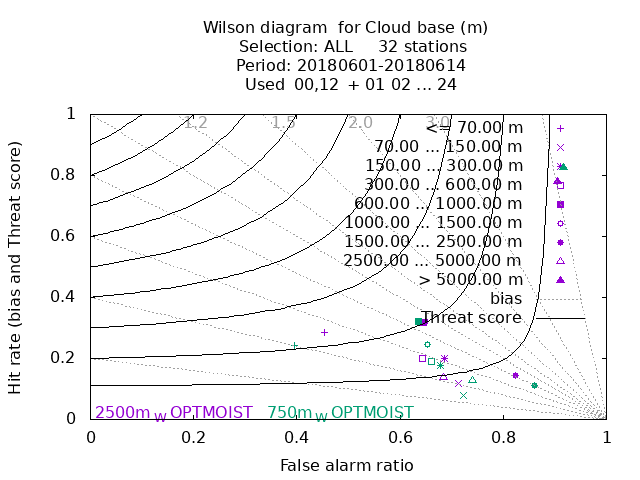 Wilson diagram  for Cloud base (m)
Selection: ALL     32 stations
Period: 20180601-20180614
Used  00,12  + 01 02 ... 24
1.2 1.5 2.0 3.0
<= 70.00 m
70.00 ... 150.00 m
150.00 ... 300.00 m
300.00 ... 600.00 m
600.00 ... 1000.00 m
1000.00 ... 1500.00 m
1500.00 ... 2500.00 m
2500.00 ... 5000.00 m
> 5000.00 m
bias
Threat score
2500m W OPTMOIST 750m W OPTMOIST
1
0.8
0.6
0.4
0.2
0
0 0.2 0.4 0.6 0.8 1
Hit rate (bias and Threat score)
False alarm ratio